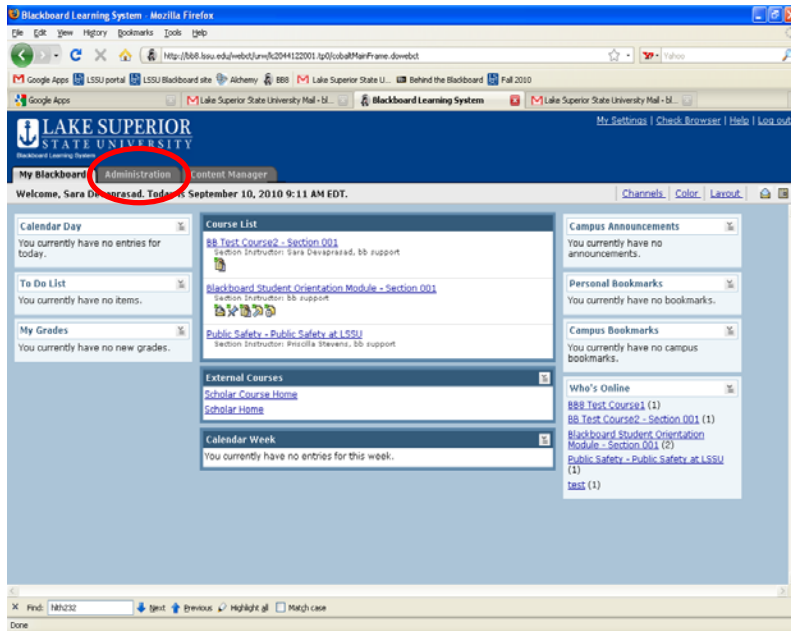 Blackboard Learning System - Mozilla Firefox
File Edit View History Bookmarks Tools Help
http://bb8.lssu.edu/webct/urw/lc2044122001.tp0/cobaltMainFrame.dowebct
Yahoo
Google Apps LSSU portal LSSU Blackboard site Alchemy BB8 Lake Superior State U... Behind the Blackboard Fall 2010
Google Apps Lake Superior State University Mail - bl... Blackboard Learning System Lake Superior State University Mail - bl...
LAKE SUPERIOR
STATE UNIVERSITY
Blackboard Learning System
My Settings | Check Browser | Help | Log out
My Blackboard Administration Content Manager
Welcome, Sara Devaprasad. Today is September 10, 2010 9:11 AM EDT.
Channels Color Layout
Calendar Day
You currently have no entries for
today.
To Do List
You currently have no items.
My Grades
You currently have no new grades.
Course List
BB Test Course2 - Section 001
Section Instructor: Sara Devaprasad, bb support
Blackboard Student Orientation Module - Section 001
Section Instructor: bb support
Public Safety - Public Safety at LSSU
Section Instructor: Priscilla Stevens, bb support
External Courses
Scholar Course Home
Scholar Home
Calendar Week
You currently have no entries for this week.
Campus Announcements
You currently have no
announcements.
Personal Bookmarks
You currently have no bookmarks.
Campus Bookmarks
You currently have no campus
bookmarks.
Who's Online
BB8 Test Course1 (1)
BB Test Course2 - Section 001 (1)
Blackboard Student Orientation
Module - Section 001 (2)
Public Safety - Public Safety at LSSU
(1)
test (1)
Find: hlth232 Next Previous Highlight all Match case
Done